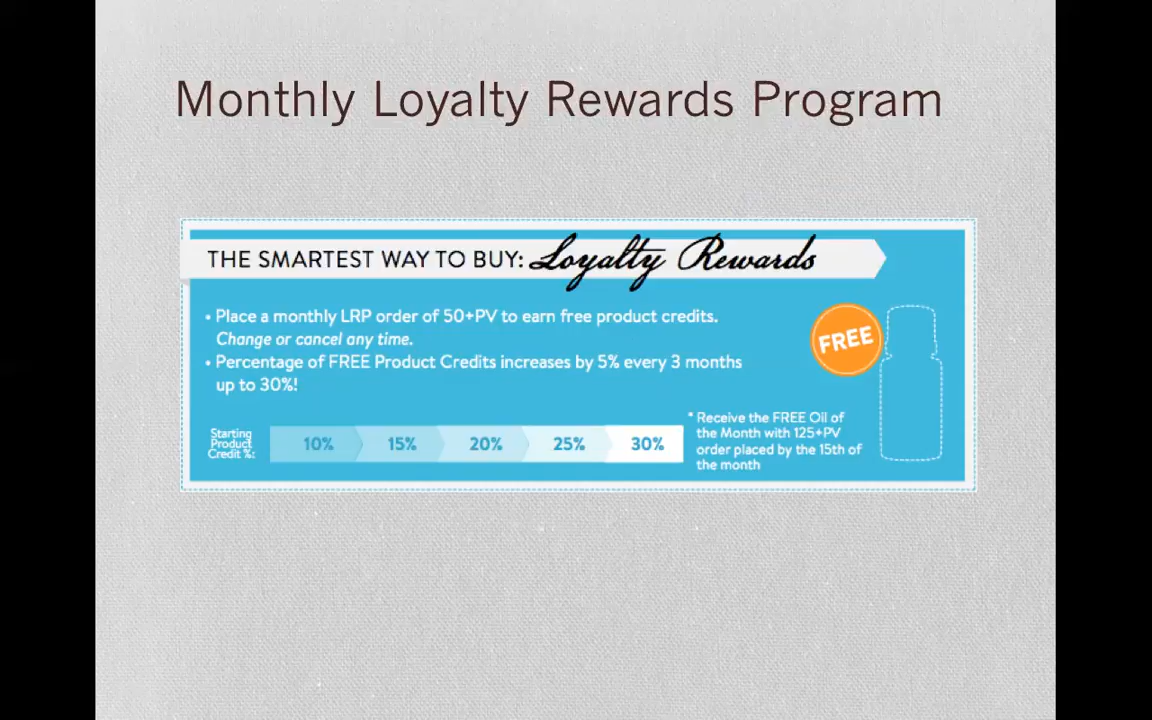 Monthly Loyalty Rewards Program
THE SMARTEST WAY TO BUY: Loyalty Rewards
• Place a monthly LRP order of 50+PV to earn free product credits.
Change or cancel any time.
• Percentage of FREE Product Credits increases by 5% every 3 months
up to 30%!
FREE
Starting
Product
Credit %:
10% 15% 20% 25% 30%
* Receive the FREE Oil of
the Month with 125+PV
order placed by the 15th of
the month